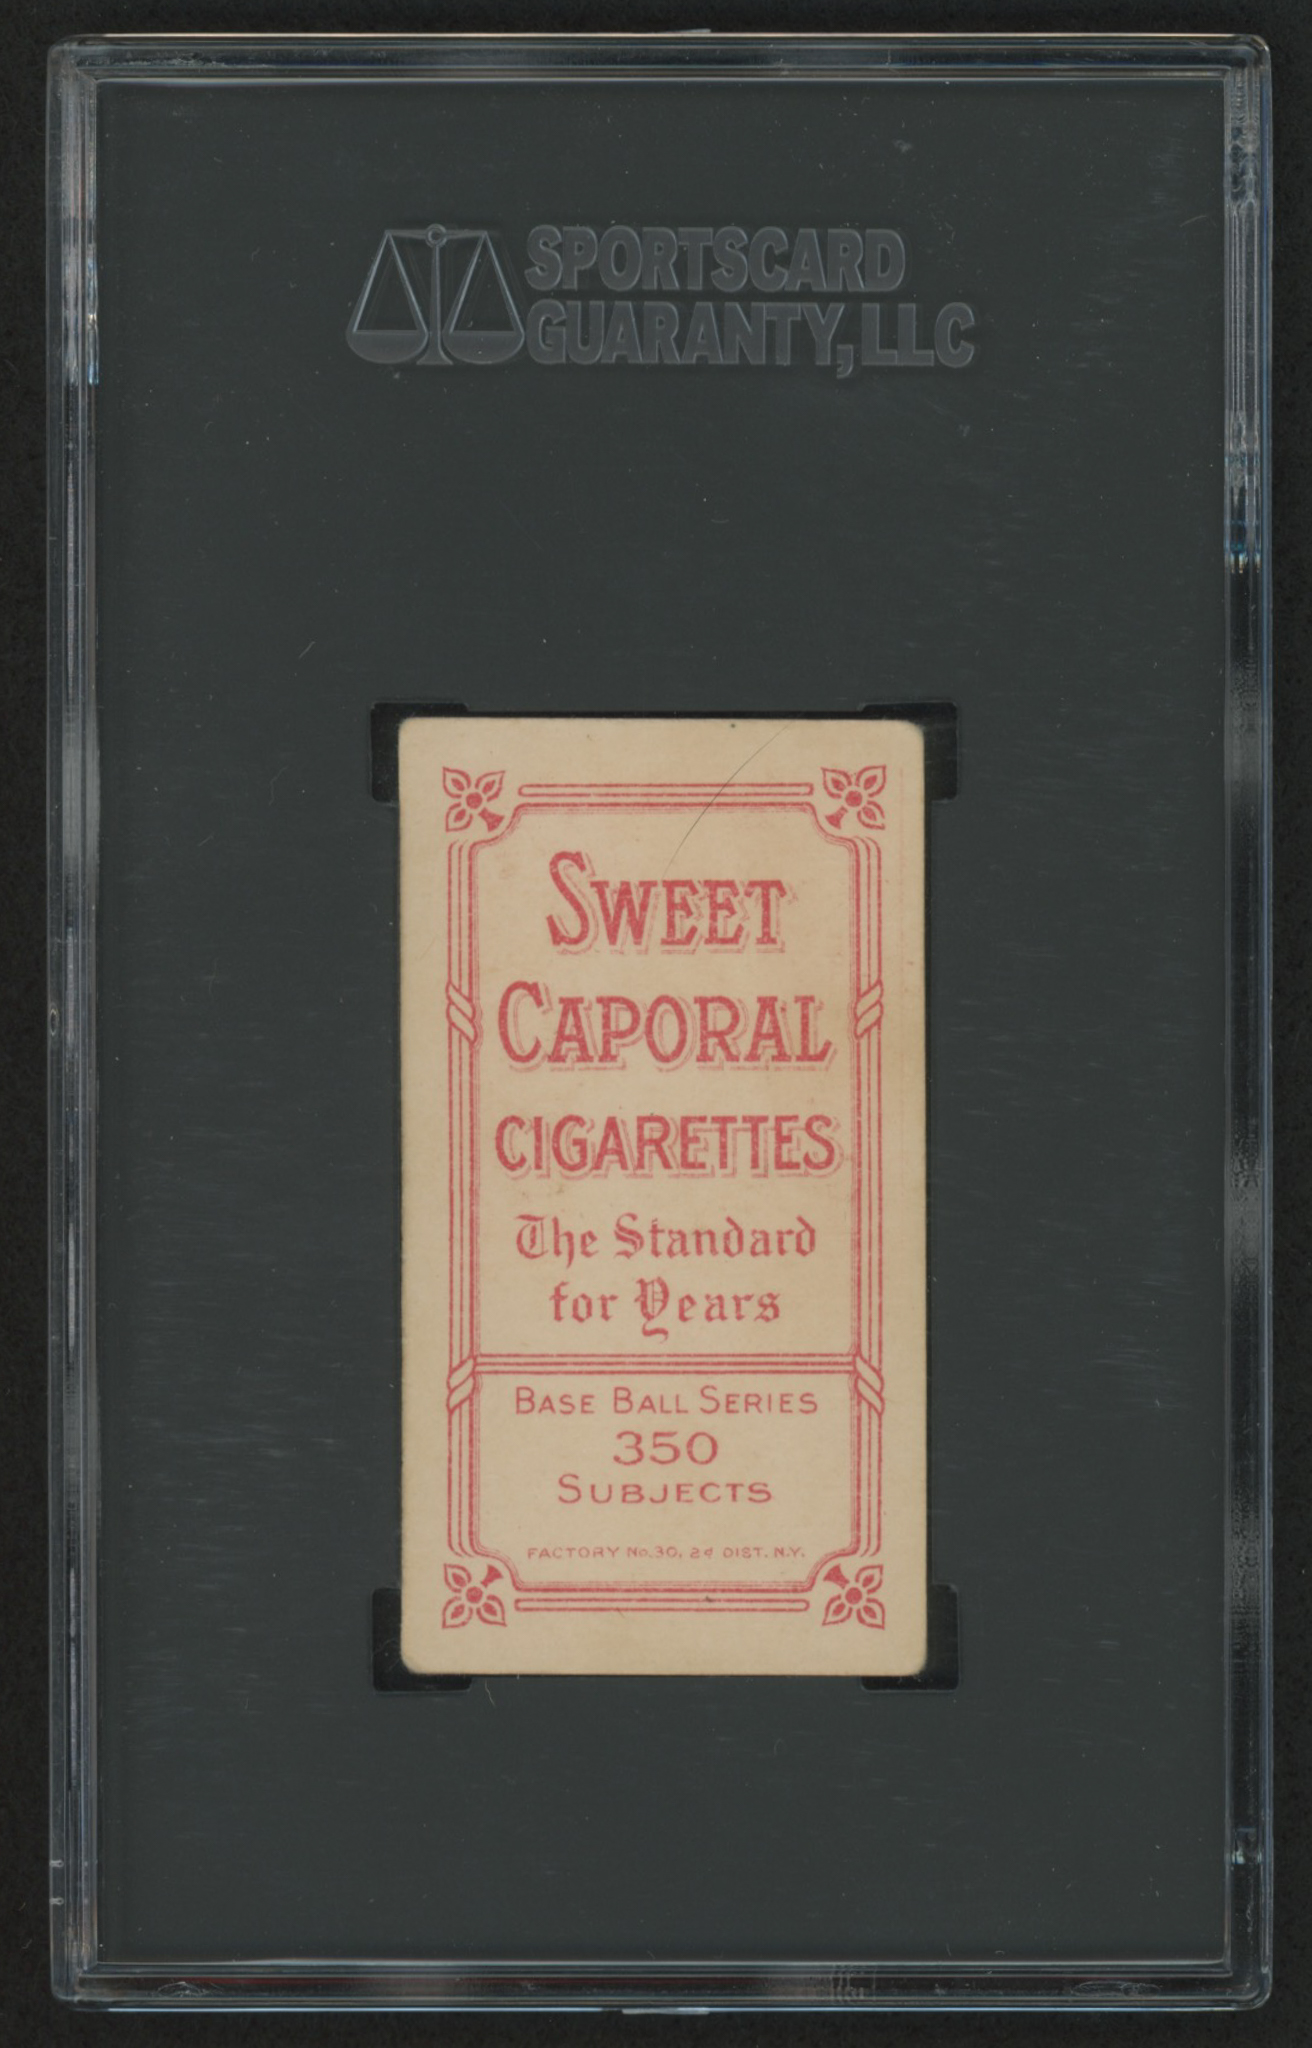 SPORTSCARD
GUARANTY, LLC
SWEET
CAPORAL
CIGARETTES
The Standard
for Years
BASE BALL SERIES
350
SUBJECTS
FACTORY No. 30, 2d DIST. N.Y.